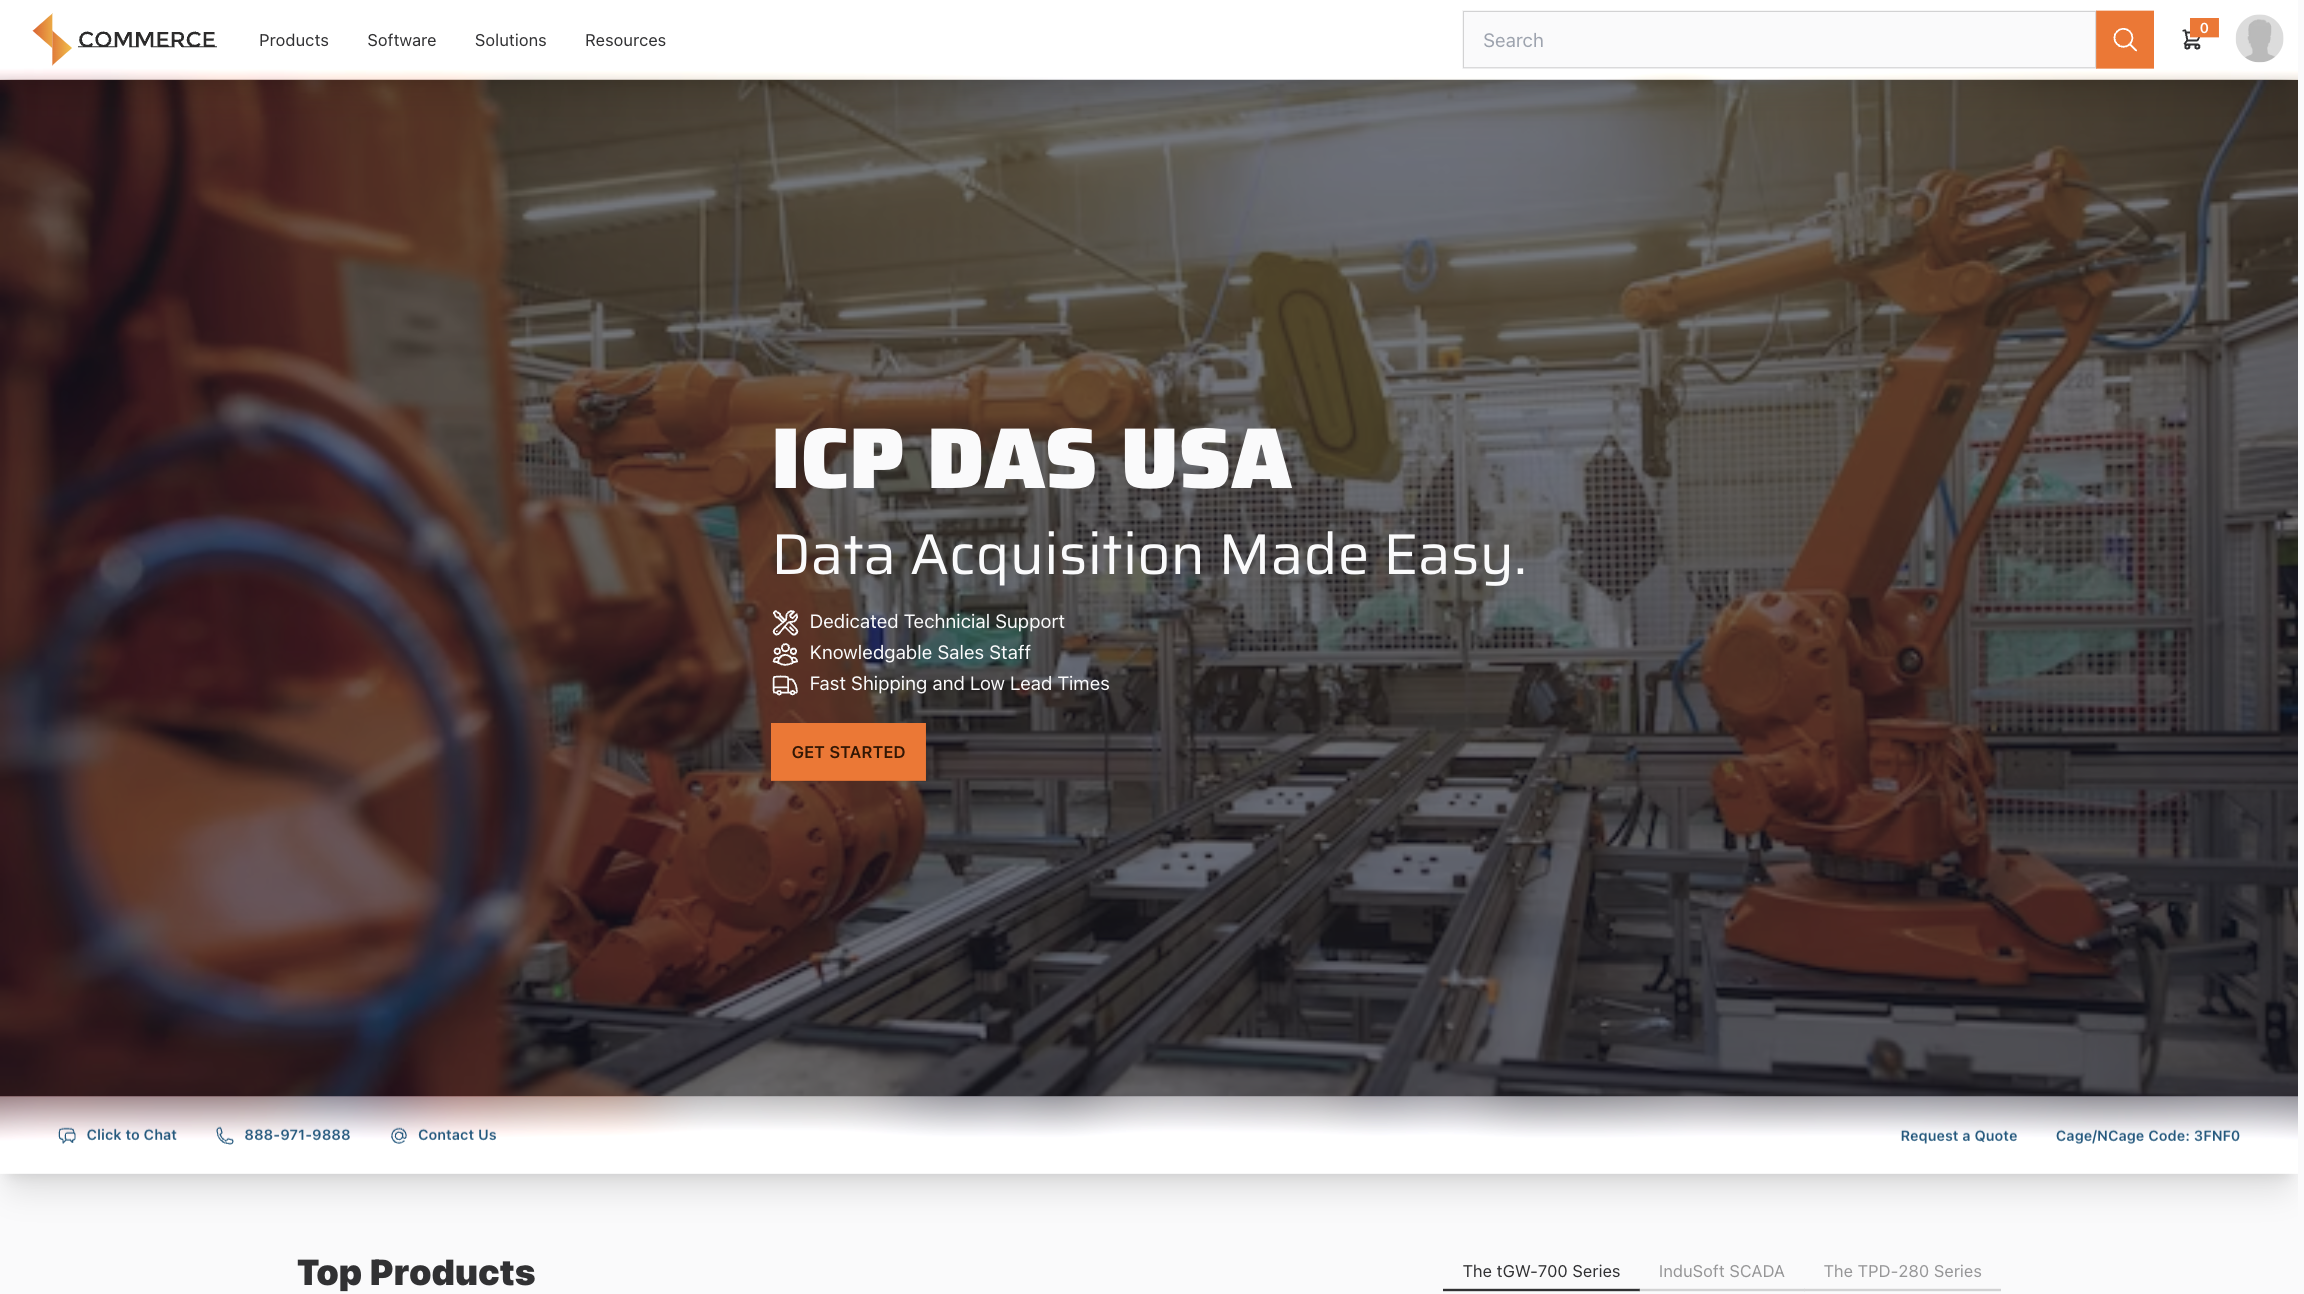 COMMERCE
Products
Software
Solutions
Resources
Search
0
ICP DAS USA
Data Acquisition Made Easy.
Dedicated Technicial Support
Knowledgable Sales Staff
Fast Shipping and Low Lead Times
GET STARTED
Click to Chat
888-971-9888
Contact Us
Request a Quote
Cage/NCage Code: 3FNF0
Top Products
The tGW-700 Series
InduSoft SCADA
The TPD-280 Series